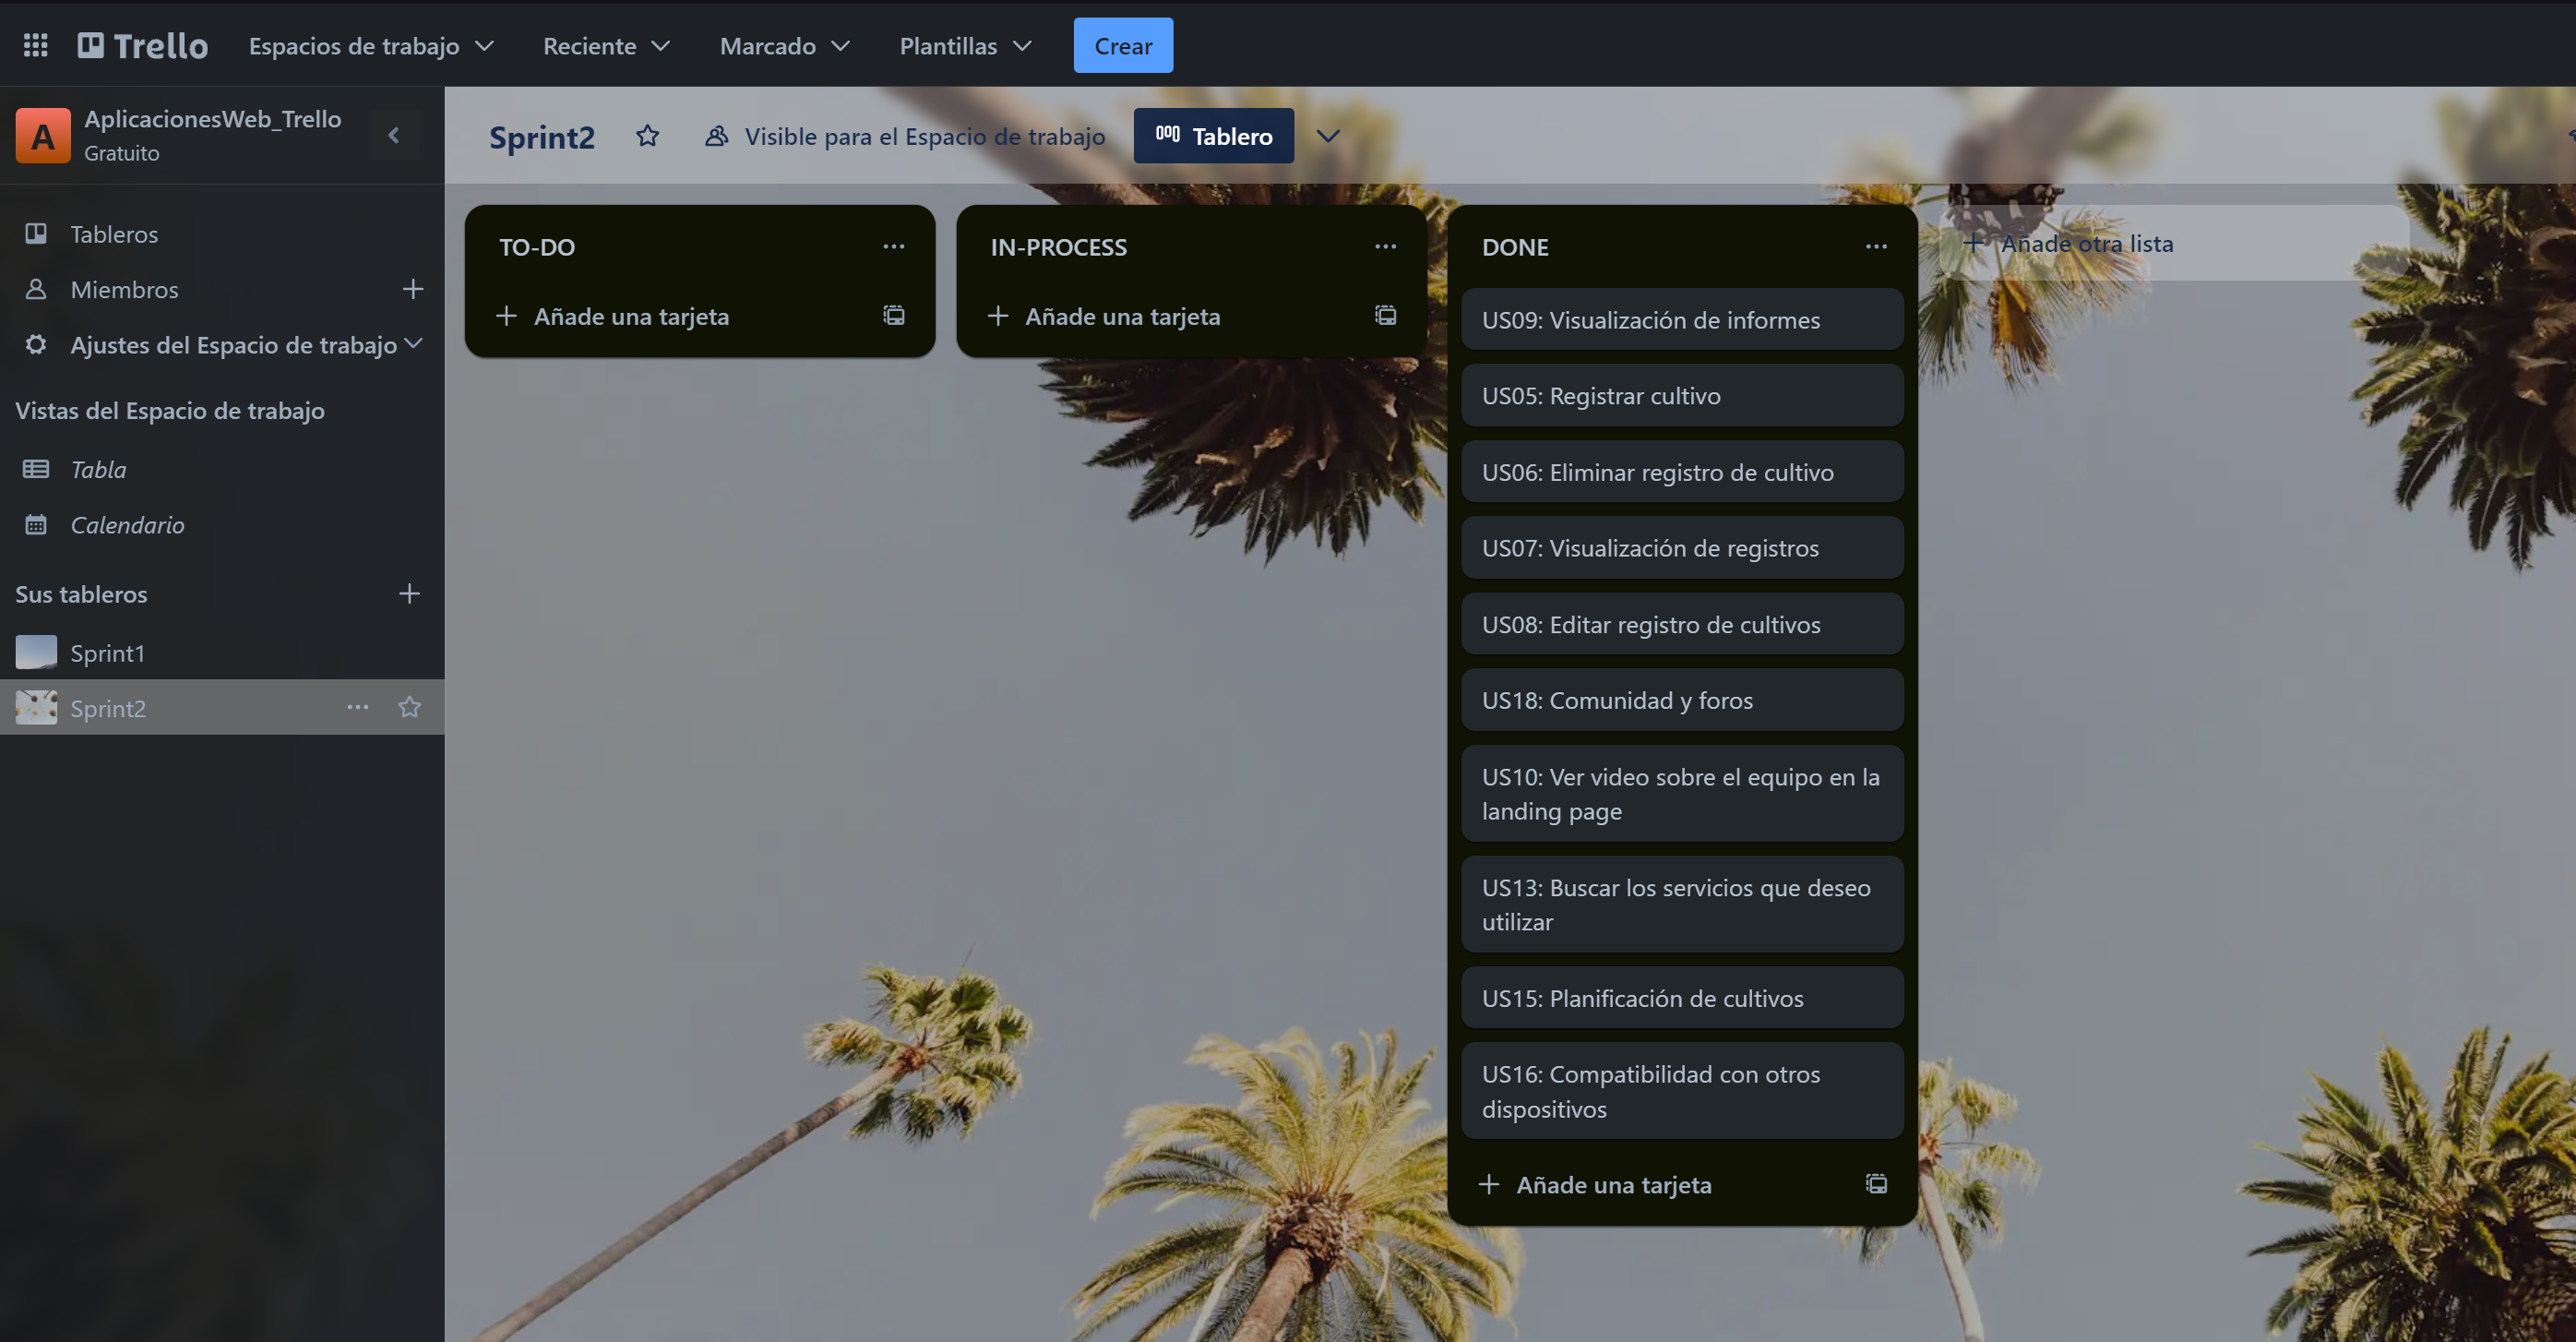 Trello
Espacios de trabajo
Reciente
Marcado
Plantillas
Crear
A
AplicacionesWeb_Trello
Gratuito
Tableros
Miembros
Ajustes del Espacio de trabajo
Vistas del Espacio de trabajo
Tabla
Calendario
Sus tableros
Sprint1
Sprint2
Sprint2
Visible para el Espacio de trabajo
Tablero
TO-DO
Añade una tarjeta
IN-PROCESS
Añade una tarjeta
DONE
US09: Visualización de informes
US05: Registrar cultivo
US06: Eliminar registro de cultivo
US07: Visualización de registros
US08: Editar registro de cultivos
US18: Comunidad y foros
US10: Ver video sobre el equipo en la
landing page
US13: Buscar los servicios que deseo
utilizar
US15: Planificación de cultivos
US16: Compatibilidad con otros
dispositivos
Añade una tarjeta
Añade otra lista